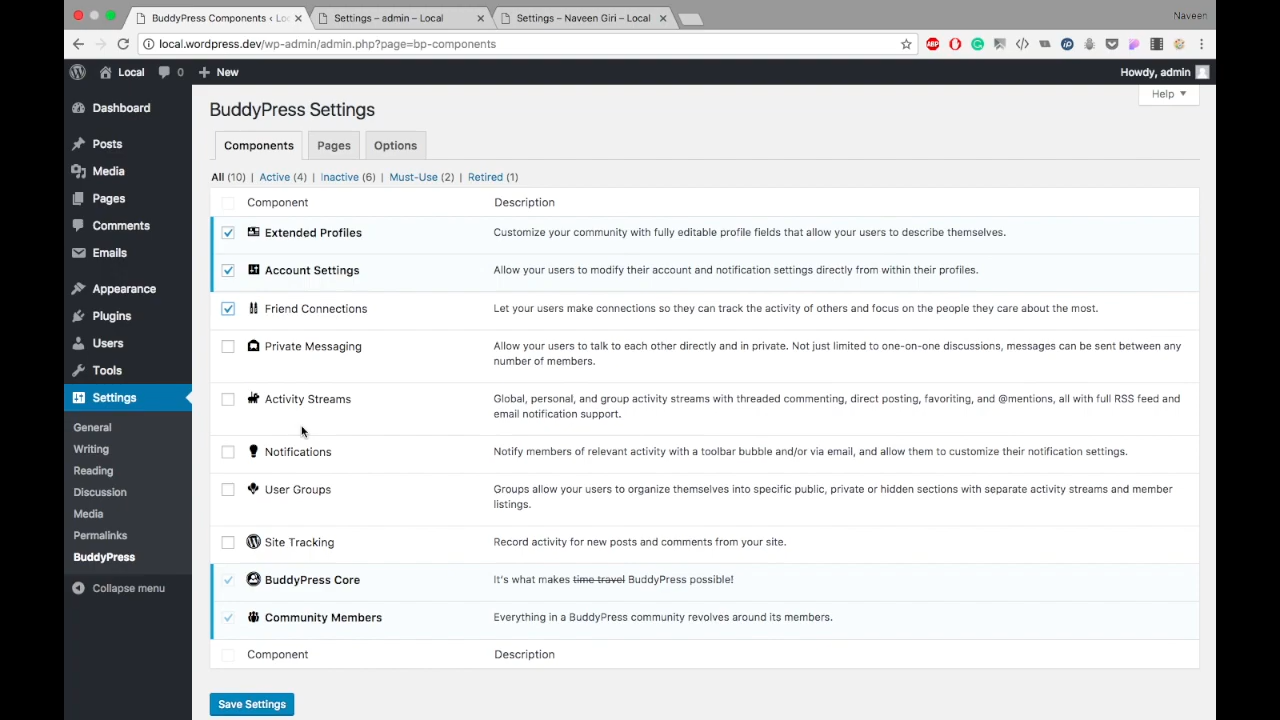 BuddyPress Components ‹ Loc
Settings – admin – Local
Settings – Naveen Giri – Local
Naveen
local.wordpress.dev/wp-admin/admin.php?page=bp-components
Local
0
New
Howdy, admin
Dashboard
Posts
Media
Pages
Comments
Emails
Appearance
Plugins
Users
Tools
Settings
General
Writing
Reading
Discussion
Media
Permalinks
BuddyPress
Collapse menu
Help
BuddyPress Settings
Components
Pages
Options
All (10) | Active (4) | Inactive (6) | Must-Use (2) | Retired (1)
Component Description
Extended Profiles Customize your community with fully editable profile fields that allow your users to describe themselves.
Account Settings Allow your users to modify their account and notification settings directly from within their profiles.
Friend Connections Let your users make connections so they can track the activity of others and focus on the people they care about the most.
Private Messaging Allow your users to talk to each other directly and in private. Not just limited to one-on-one discussions, messages can be sent between any
number of members.
Activity Streams Global, personal, and group activity streams with threaded commenting, direct posting, favoriting, and @mentions, all with full RSS feed and
email notification support.
Notifications Notify members of relevant activity with a toolbar bubble and/or via email, and allow them to customize their notification settings.
User Groups Groups allow your users to organize themselves into specific public, private or hidden sections with separate activity streams and member
listings.
Site Tracking Record activity for new posts and comments from your site.
BuddyPress Core It's what makes time travel BuddyPress possible!
Community Members Everything in a BuddyPress community revolves around its members.
Component Description
Save Settings